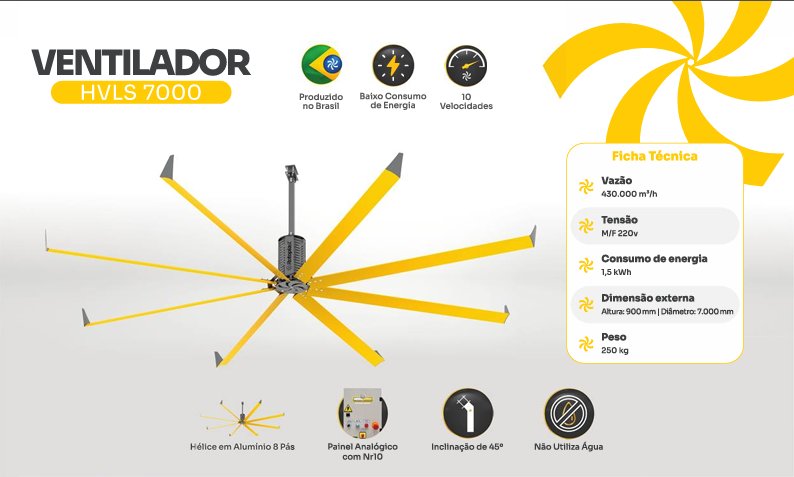 VENTILADOR
HVLS 7000
Produzido
no Brasil
Baixo Consumo
de Energia
10
Velocidades
Ficha Técnica
Vazão
430.000 m³/h
Tensão
M/F 220v
Consumo de energia
1,5 kWh
Dimensão externa
Altura: 900 mm | Diâmetro: 7.000 mm
Peso
250 kg
Hélice em Alumínio 8 Pás
Painel Analógico
com Nr10
Inclinação de 45º
Não Utiliza Água